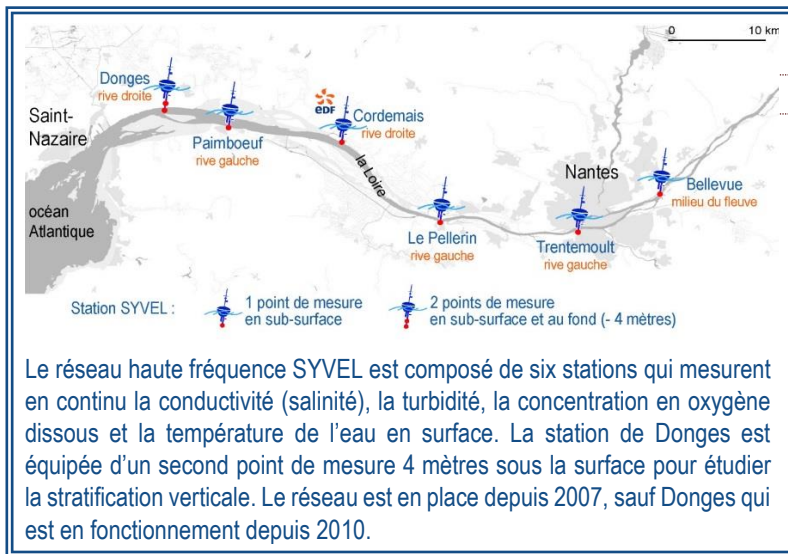 0 10 km
Donges
rive droite
eDF
Cordemais
rive droite
Saint-
Nazaire
Paimboeuf
rive gauche
la Loire
Nantes
Bellevue
milieu du fleuve
océan
Atlantique
Le Pellerin
rive gauche
Trentemoult
rive gauche
Station SYVEL :
1 point de mesure
en sub-surface
2 points de mesure
en sub-surface et au fond (- 4 mètres)
Le réseau haute fréquence SYVEL est composé de six stations qui mesurent
en continu la conductivité (salinité), la turbidité, la concentration en oxygène
dissous et la température de l'eau en surface. La station de Donges est
équipée d'un second point de mesure 4 mètres sous la surface pour étudier
la stratification verticale. Le réseau est en place depuis 2007, sauf Donges qui
est en fonctionnement depuis 2010.